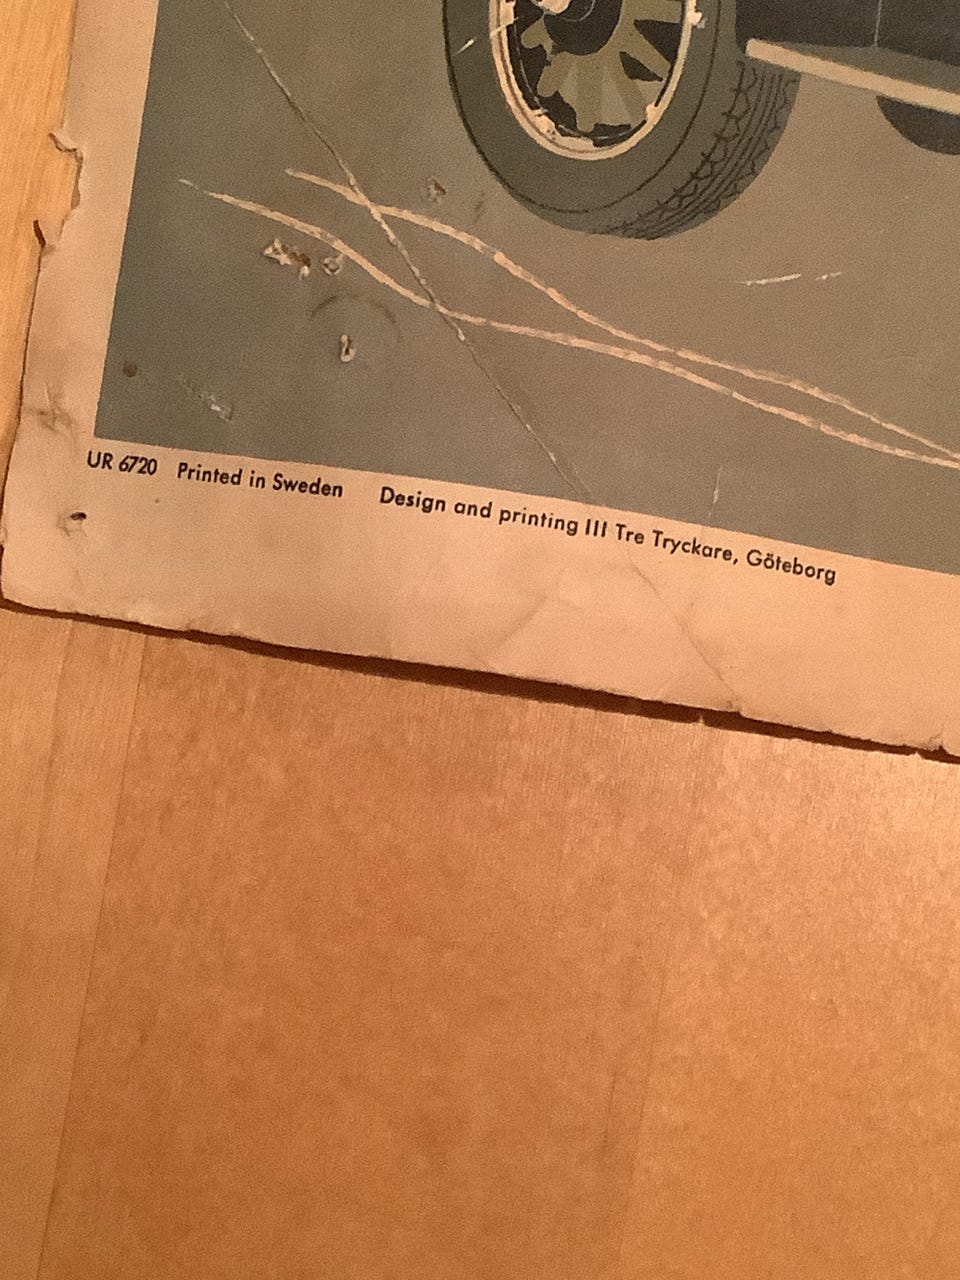 UR 6720 Printed in Sweden Design and printing III Tre Tryckare, Göteborg